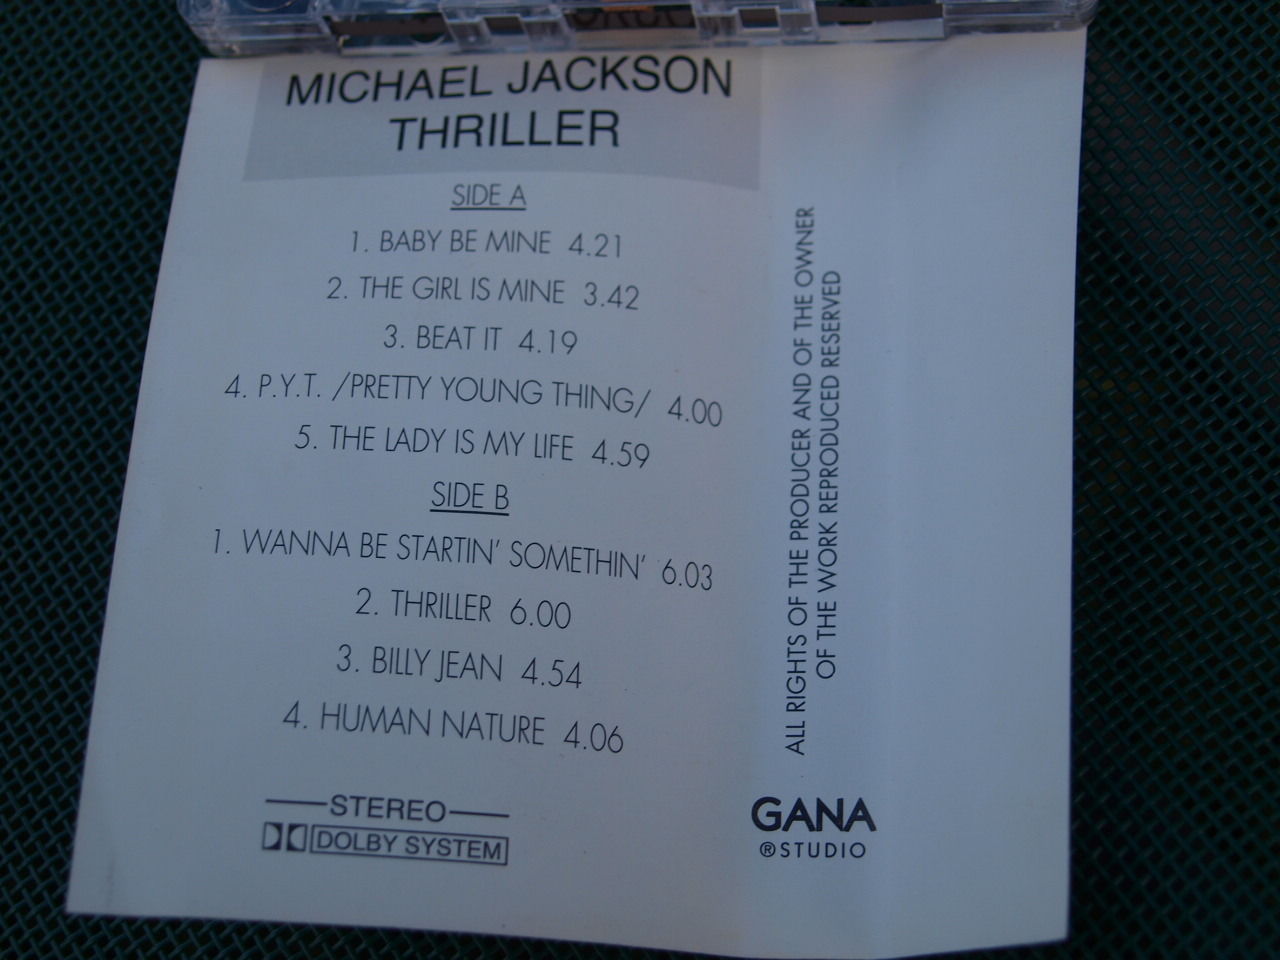 MICHAEL JACKSON
THRILLER
SIDE A
1. BABY BE MINE 4.21
2. THE GIRL IS MINE 3.42
3. BEAT IT 4.19
4. P.Y.T. /PRETTY YOUNG THING/ 4.00
5. THE LADY IS MY LIFE 4.59
SIDE B
1. WANNA BE STARTIN' SOMETHIN' 6.03
2. THRILLER 6.00
3. BILLY JEAN 4.54
4. HUMAN NATURE 4.06
STEREO
DOLBY SYSTEM
ALL RIGHTS OF THE PRODUCER AND OF THE OWNER
OF THE WORK REPRODUCED RESERVED
GANA
®STUDIO